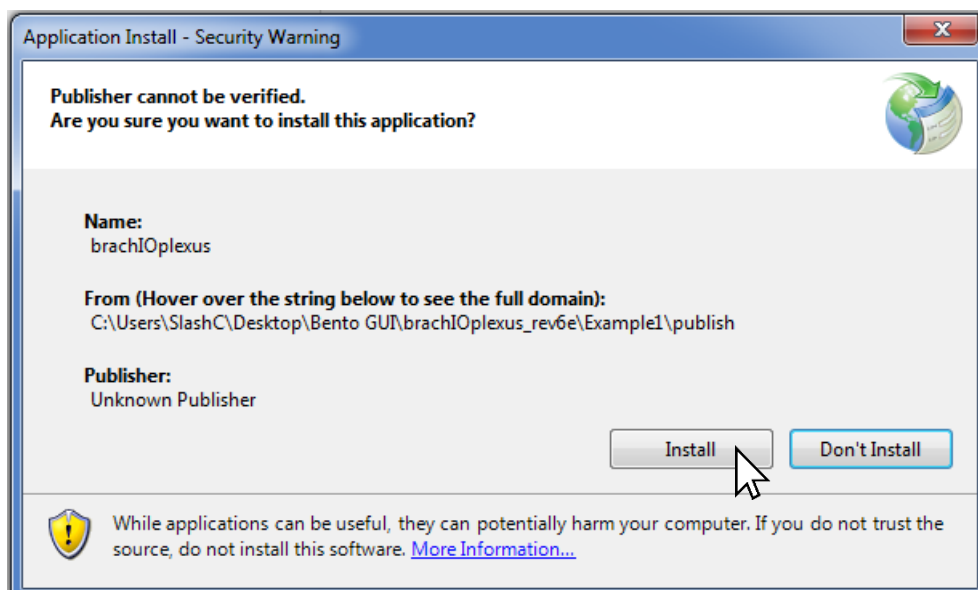 Application Install - Security Warning
Publisher cannot be verified.
Are you sure you want to install this application?
Name:
brachIOplexus
From (Hover over the string below to see the full domain):
C:\Users\SlashC\Desktop\Bento GUI\brachIOplexus_rev6e\Example1\publish
Publisher:
Unknown Publisher
Install
Don't Install
While applications can be useful, they can potentially harm your computer. If you do not trust the
source, do not install this software. More Information...